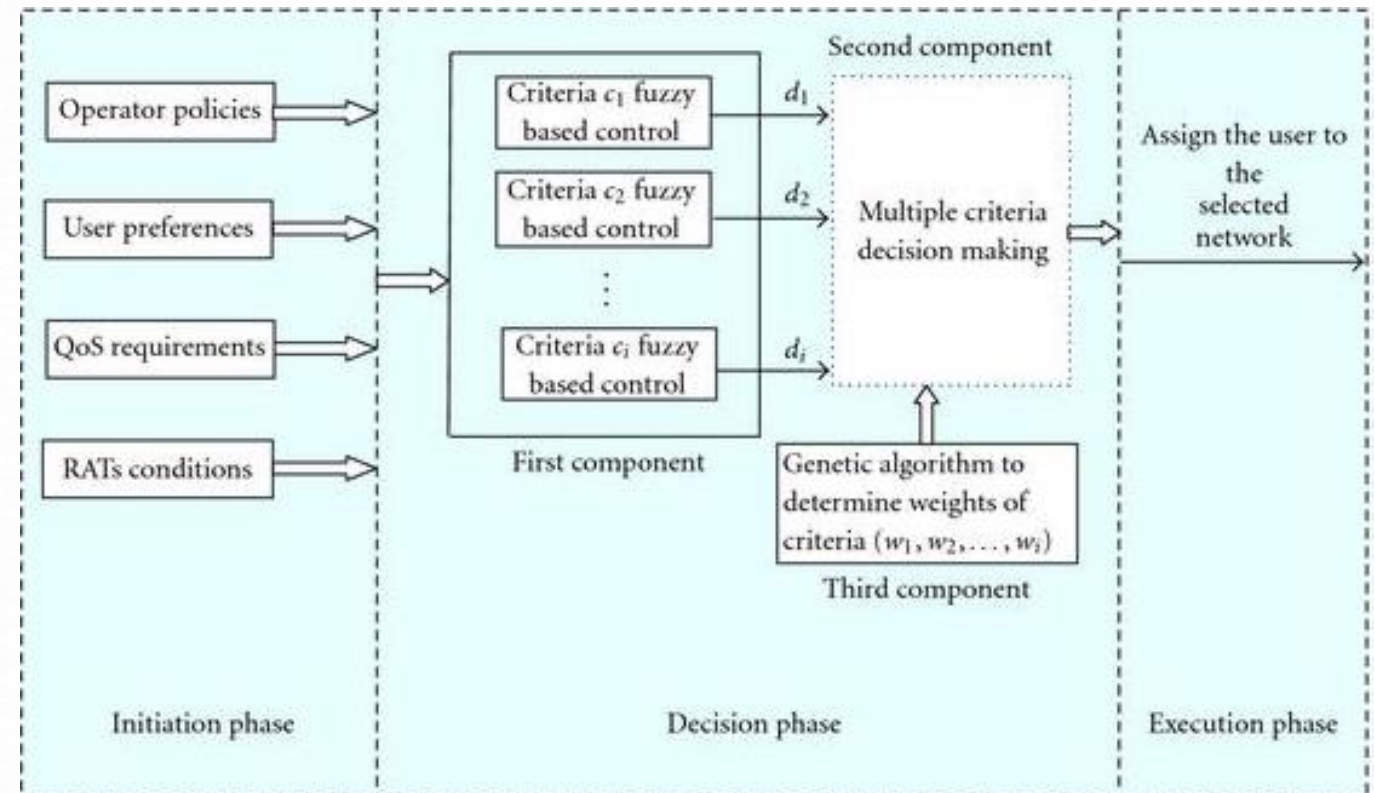 Operator policies
User preferences
QoS requirements
RATs conditions
Initiation phase
Criteria c₁ fuzzy
based control
Criteria c₂ fuzzy
based control
⋮
Criteria cᵢ fuzzy
based control
First component
d₁
d₂
dᵢ
Second component
Multiple criteria
decision making
Genetic algorithm to
determine weights of
criteria (w₁, w₂, . . . , wᵢ)
Third component
Decision phase
Assign the user to
the
selected
network
Execution phase